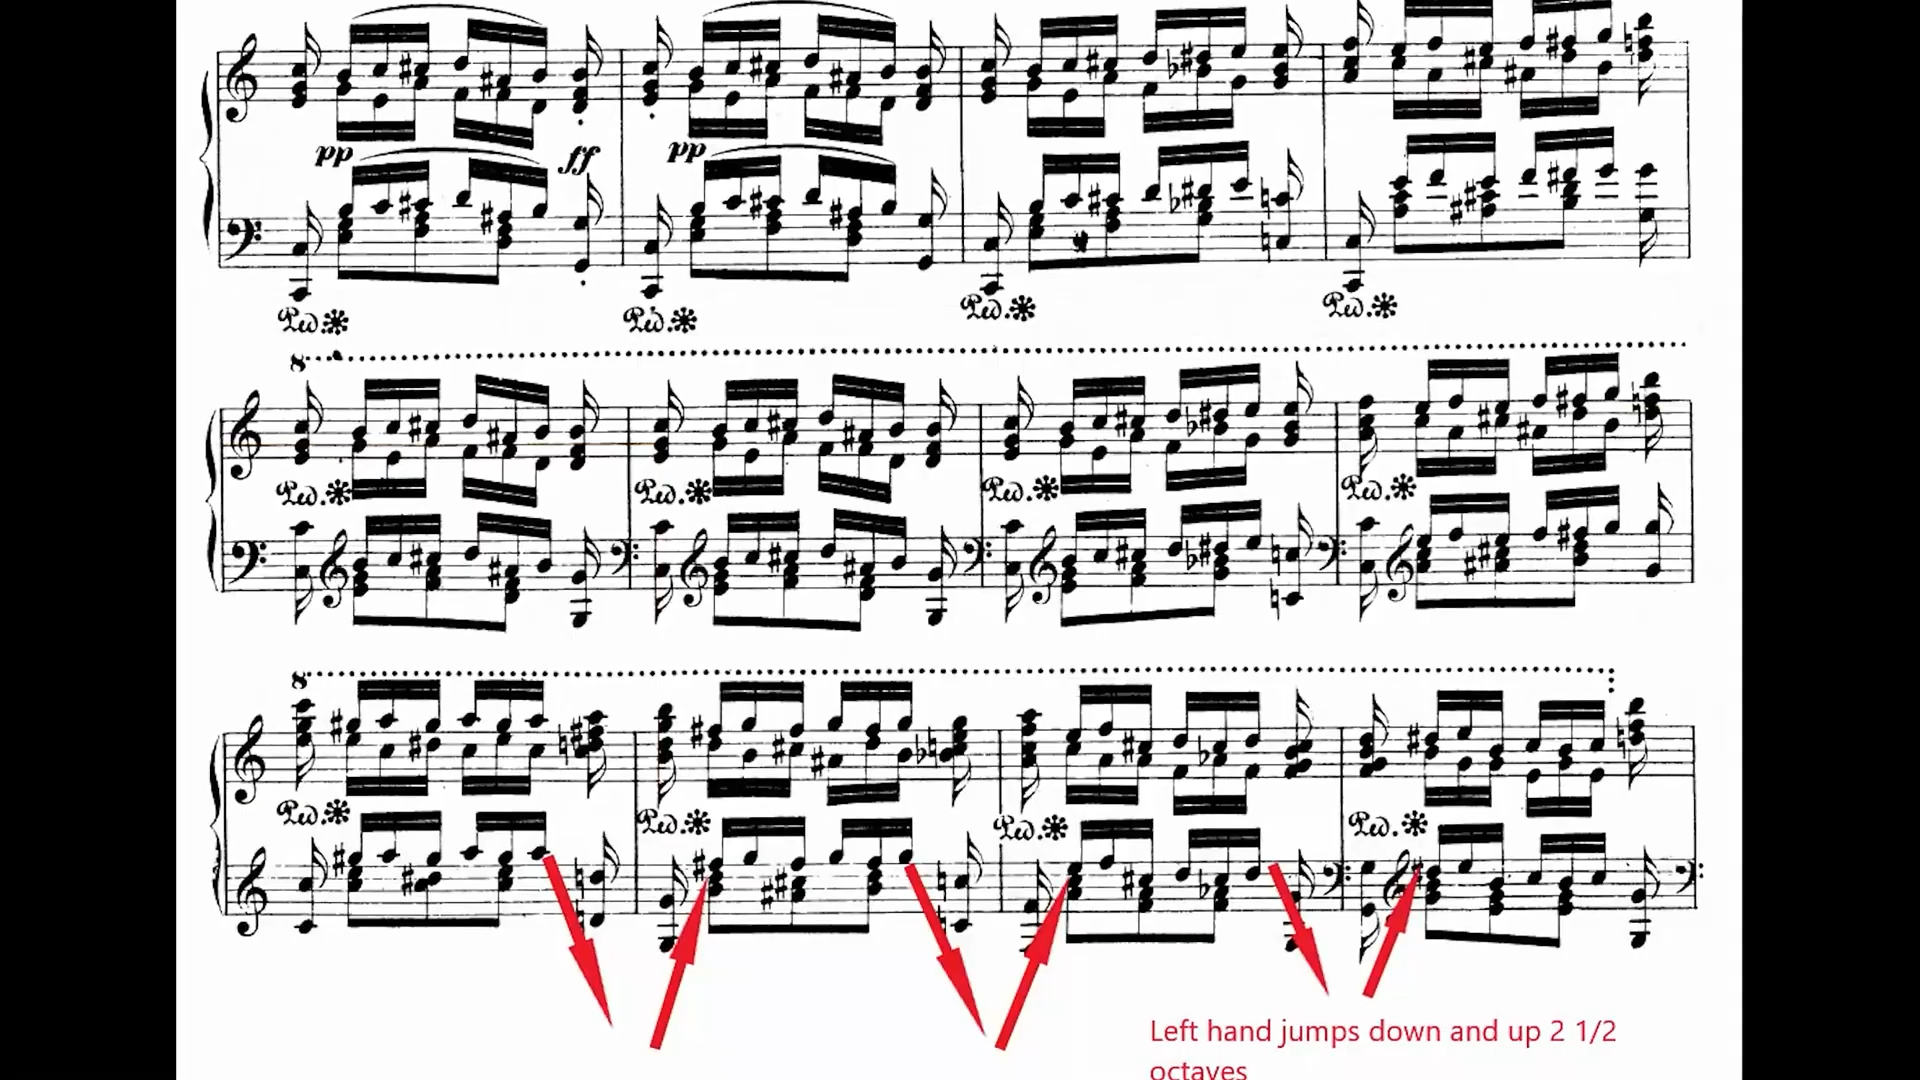 pp ff pp
Ped. Ped. Ped. Ped.
8
Ped. Ped. Ped. Ped.
8
Ped. Ped. Ped. Ped.
Left hand jumps down and up 2 1/2
octaves